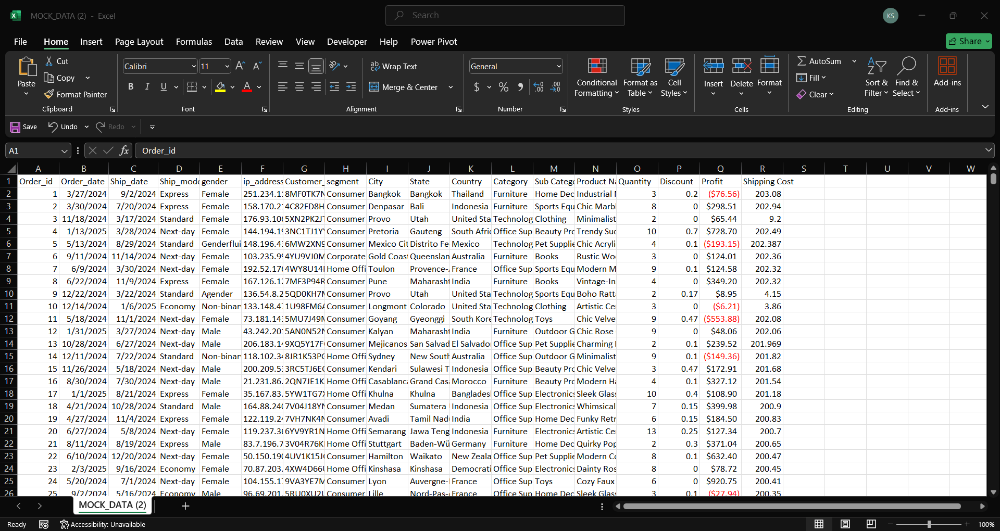 MOCK_DATA (2) - Excel
Search
KS
File Home Insert Page Layout Formulas Data Review View Developer Help Power Pivot
Share
Paste
Cut
Copy
Format Painter
Clipboard
Calibri 11
B I U
Font
Wrap Text
Merge & Center
Alignment
General
$ % 9 .00 .00
Number
Conditional Formatting
Format as Table
Cell Styles
Styles
Insert Delete Format
Cells
AutoSum
Fill
Clear
Sort & Filter
Find & Select
Editing
Add-ins
Add-ins
Save Undo Redo
A1 fx Order_id
A B C D E F G H I J K L M N O P Q R S T U V W
1 Order_id Order_date Ship_date Ship_mode gender ip_address Customer_ segment City State Country Category Sub Catego Product Na Quantity Discount Profit Shipping Cost
2 1 3/27/2024 9/2/2024 Express Female 251.234.1 8MF0TK7N Consumer Bangkok Bangkok Thailand Furniture Home Dec Industrial 3 0.2 ($76.56) 203.08
3 2 3/30/2024 7/20/2024 Express Female 158.170.2 4C82FD8H Consumer Denpasar Bali Indonesia Furniture Sports Equ Chic Marbl 8 0 $298.51 202.94
4 3 11/18/2024 3/17/2024 Standard Female 176.93.10 5XN2PK2J Consumer Provo Utah United Sta Technolog Clothing Minimalist 2 0 $65.44 9.2
5 4 1/13/2025 3/28/2024 Next-day Female 144.194.1 3NC1TJ1Y Consumer Pretoria Gauteng South Afric Office Sup Beauty Pro Trendy Suc 10 0.7 $728.70 202.49
6 5 5/13/2024 8/29/2024 Standard Genderflui 148.196.4 6MW2XN9 Consumer Mexico Cit Distrito Fe Mexico Technolog Pet Supplie Chic Acryli 4 0.1 ($193.15) 202.387
7 6 9/11/2024 11/14/2024 Next-day Female 103.235.9 4YU9VJ0M Corporate Gold Coast Queenslan Australia Furniture Books Rustic Wo 3 0 $124.01 202.36
8 7 6/9/2024 3/30/2024 Next-day Female 192.52.17 4WY8U14 Home Offi Toulon Provence- France Office Sup Sports Equ Modern M 9 0.1 $124.58 202.32
9 8 6/22/2024 11/9/2024 Express Female 167.126.1 7MF3P94R Consumer Pune Maharasht India Furniture Books Vintage-In 4 0 $349.20 202.32
10 9 12/22/2024 3/22/2024 Standard Agender 136.54.8.2 5QD0KH7 Consumer Provo Utah United Sta Technolog Sports Equ Boho Ratt 2 0.17 $8.95 4.15
11 10 12/14/2024 1/6/2025 Economy Non-binar 133.148.4 1U98FM6 Consumer Longmont Colorado United Sta Technolog Clothing Artistic Cer 3 0 ($6.21) 3.86
12 11 5/18/2024 11/1/2024 Next-day Female 73.181.14 5MU7J49 Consumer Goyang Gyeonggi South Kore Technolog Toys Chic Velve 9 0.47 ($553.88) 202.08
13 12 1/31/2025 3/27/2024 Next-day Male 43.242.20 5AN0N52 Consumer Kalyan Maharasht India Furniture Outdoor G Chic Rose 9 0 $48.06 202.06
14 13 10/28/2024 6/27/2024 Next-day Male 206.183.1 9XQ5Y17F Consumer Mejicanos San Salvad El Salvado Office Sup Pet Supplie Charming 2 0.1 $239.52 201.969
15 14 12/11/2024 7/22/2024 Standard Non-binar 118.102.3 8JR1K53P Home Offi Sydney New South Australia Office Sup Outdoor G Minimalist 9 0.1 ($149.36) 201.82
16 15 11/26/2024 5/18/2024 Next-day Male 200.209.5 3RC5TJ6E Consumer Kendari Sulawesi T Indonesia Office Sup Beauty Pro Chic Velve 3 0.47 $172.91 201.68
17 16 8/30/2024 7/30/2024 Next-day Male 21.231.86. 2QN7JE1K Home Offi Casablanca Grand Cas Morocco Furniture Beauty Pro Modern Ha 4 0.1 $327.12 201.54
18 17 1/1/2025 8/21/2024 Express Female 35.167.83. 5YW1TG7 Home Offi Khulna Khulna Bangladesh Office Sup Electronics Sleek Glass 10 0.4 $108.90 201.18
19 18 4/21/2024 10/28/2024 Standard Male 164.88.24 7V04J18Y Consumer Medan Sumatera Indonesia Office Sup Electronics Whimsical 7 0.15 $399.98 200.9
20 19 4/27/2024 11/4/2024 Express Female 122.119.2 7VH7NK4 Consumer Avadi Tamil Nad India Office Sup Home Dec Funky Retr 6 0.15 $184.50 200.83
21 20 6/27/2024 5/8/2024 Next-day Female 119.237.3 6YV9YR1N Home Offi Semarang Jawa Teng Indonesia Furniture Electronics Artistic Cer 13 0.25 $127.34 200.7
22 21 8/11/2024 8/19/2024 Express Male 83.7.196.7 3V04R76K Home Offi Stuttgart Baden-Wü Germany Furniture Home Dec Quirky Pop 2 0.3 $371.04 200.65
23 22 6/10/2024 12/20/2024 Next-day Female 50.150.19 4UV1K15J Consumer Hamilton Waikato New Zeala Office Sup Pet Supplie Modern Co 8 0.1 $632.40 200.47
24 23 2/3/2025 9/16/2024 Economy Female 70.87.203. 4XW4D66 Home Offi Kinshasa Kinshasa Democrati Office Sup Electronics Dainty Ros 8 0 $78.72 200.45
25 24 5/20/2024 7/1/2024 Next-day Female 104.155.1 9VA3YE7M Consumer Lyon Auvergne- France Office Sup Toys Cozy Faux 6 0 $920.75 200.41
26 25 9/2/2024 5/16/2024 Economy Male 96.69.201. 5RU0XU2 Consumer Lille Nord-Pas- France Office Sup Home Dec Sleek Glass 3 0.1 ($27.94) 200.35
MOCK_DATA (2)
Ready Accessibility: Unavailable 100%